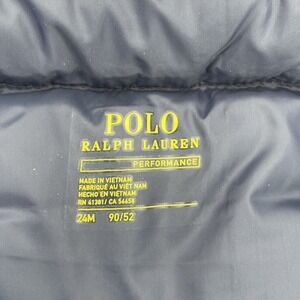 POLO
RALPH LAUREN
PERFORMANCE
MADE IN VIETNAM
FABRIQUÉ AU VIET NAM
HECHO EN VIETNAM
RN 41381/ CA 54654
24M 90/52